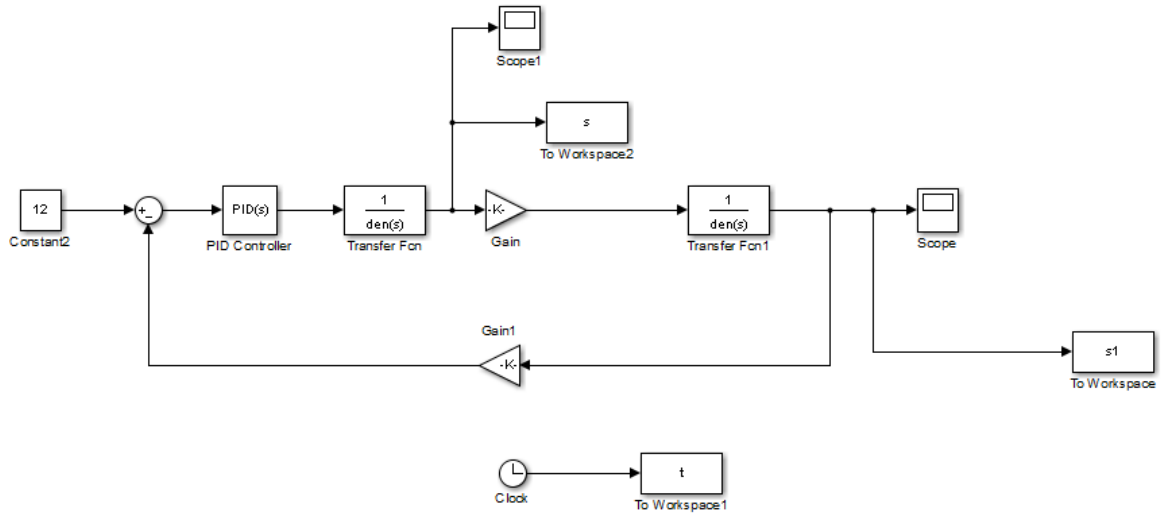 Scope1
s
To Workspace2
12
Constant2
+
-
PID(s)
PID Controller
1
den(s)
Transfer Fcn
-K-
Gain
1
den(s)
Transfer Fcn1
Scope
Gain1
-K-
s1
To Workspace
Clock
t
To Workspace1